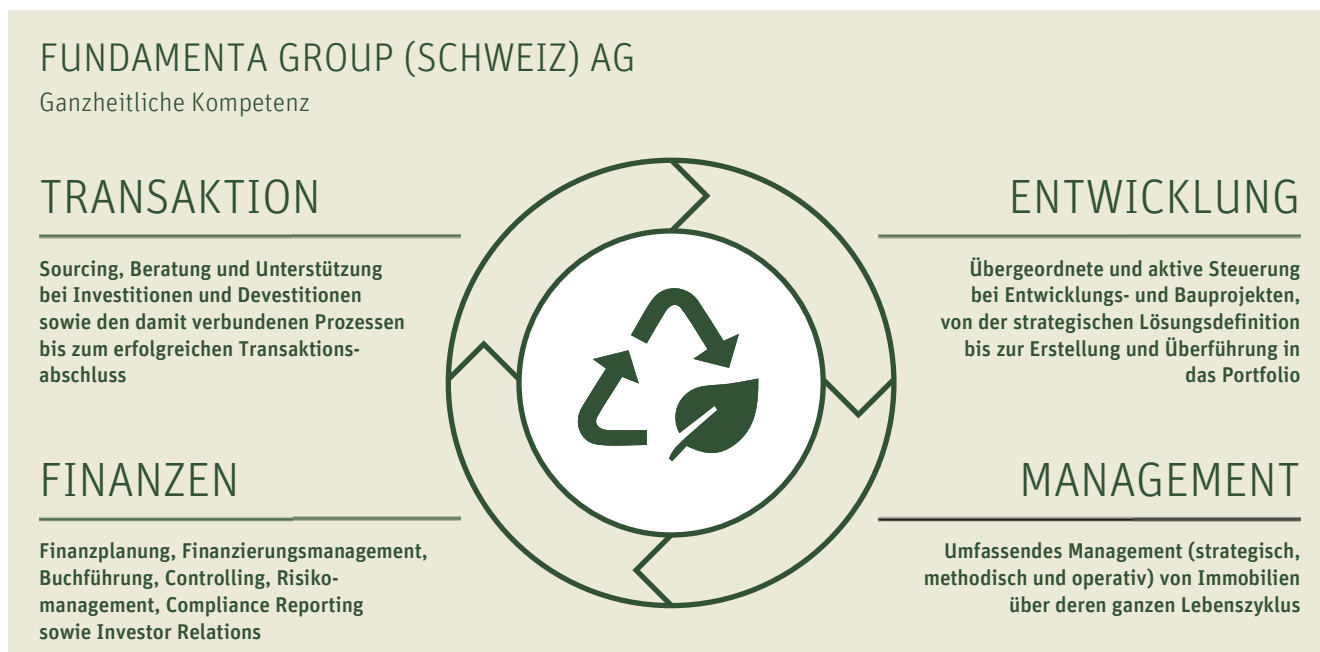 FUNDAMENTA GROUP (SCHWEIZ) AG
Ganzheitliche Kompetenz
TRANSAKTION
Sourcing, Beratung und Unterstützung
bei Investitionen und Devestitionen
sowie den damit verbundenen Prozessen
bis zum erfolgreichen Transaktions-
abschluss
ENTWICKLUNG
Übergeordnete und aktive Steuerung
bei Entwicklungs- und Bauprojekten,
von der strategischen Lösungsdefinition
bis zur Erstellung und Überführung in
das Portfolio
FINANZEN
Finanzplanung, Finanzierungsmanagement,
Buchführung, Controlling, Risiko-
management, Compliance Reporting
sowie Investor Relations
MANAGEMENT
Umfassendes Management (strategisch,
methodisch und operativ) von Immobilien
über deren ganzen Lebenszyklus